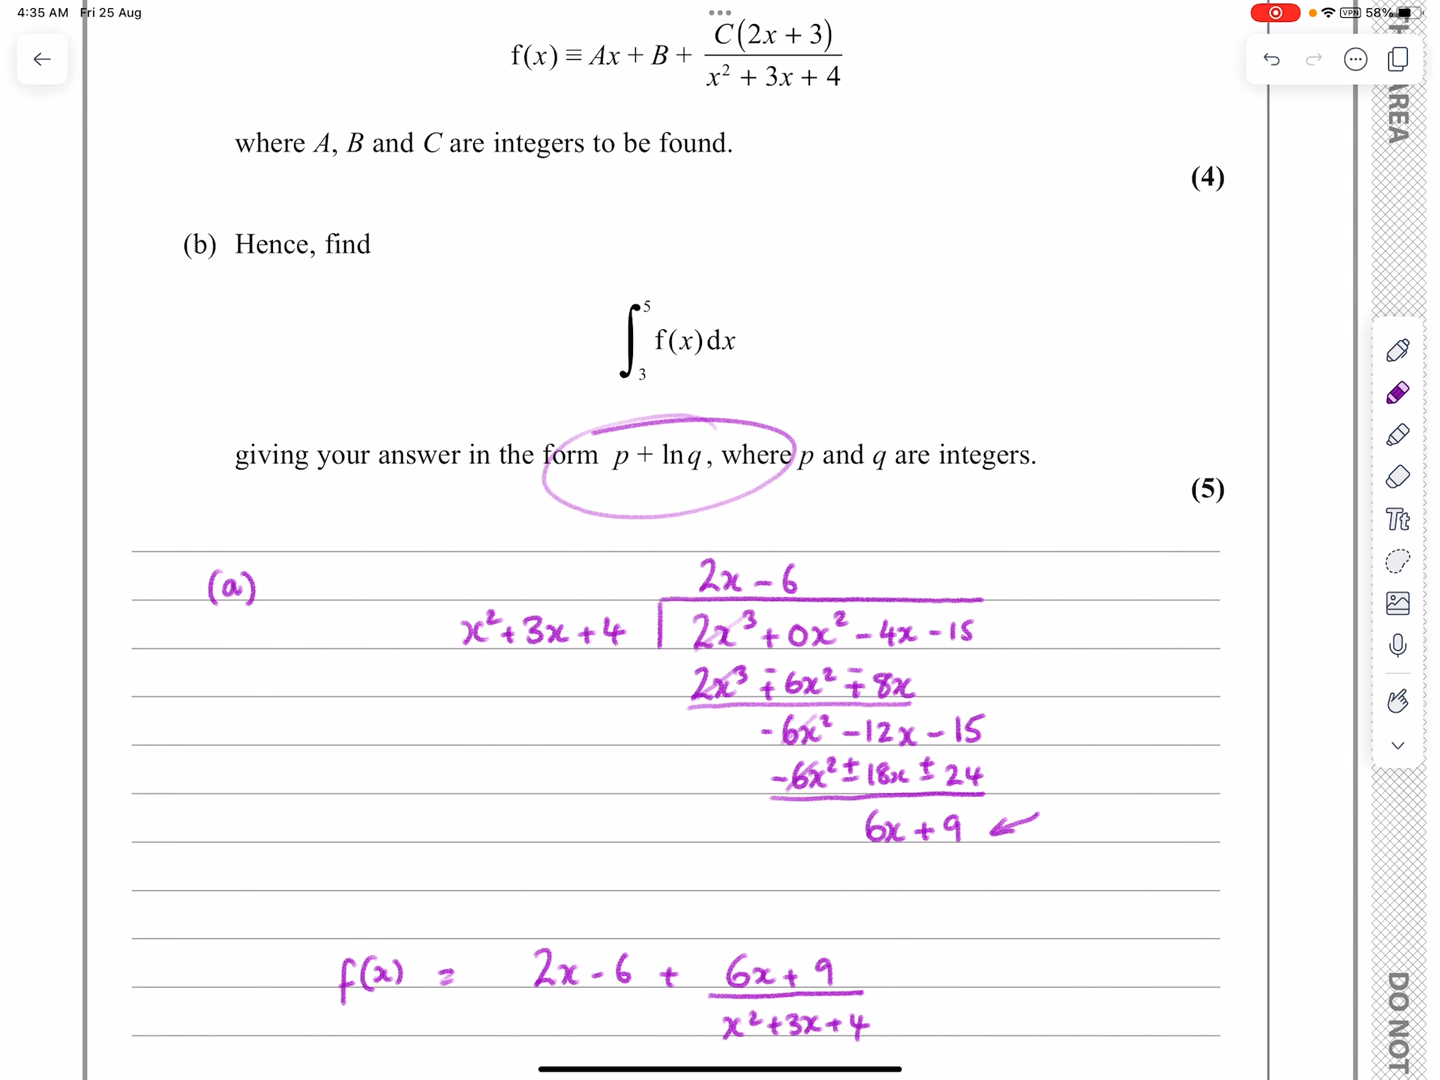 4:35 AM Fri 25 Aug
VPN 58%
f(x) ≡ Ax + B + C(2x + 3) / x² + 3x + 4
AREA
where A, B and C are integers to be found.
(4)
(b) Hence, find
∫₃⁵ f(x)dx
giving your answer in the form p + ln q, where p and q are integers.
(5)
Tt
(a) 2x - 6
x² + 3x + 4 | 2x³ + 0x² - 4x - 15
2x³ ∓ 6x² ∓ 8x
- 6x² - 12x - 15
- 6x² ± 18x ± 24
6x + 9
f(x) = 2x - 6 + 6x + 9 / x² + 3x + 4
DO NOT